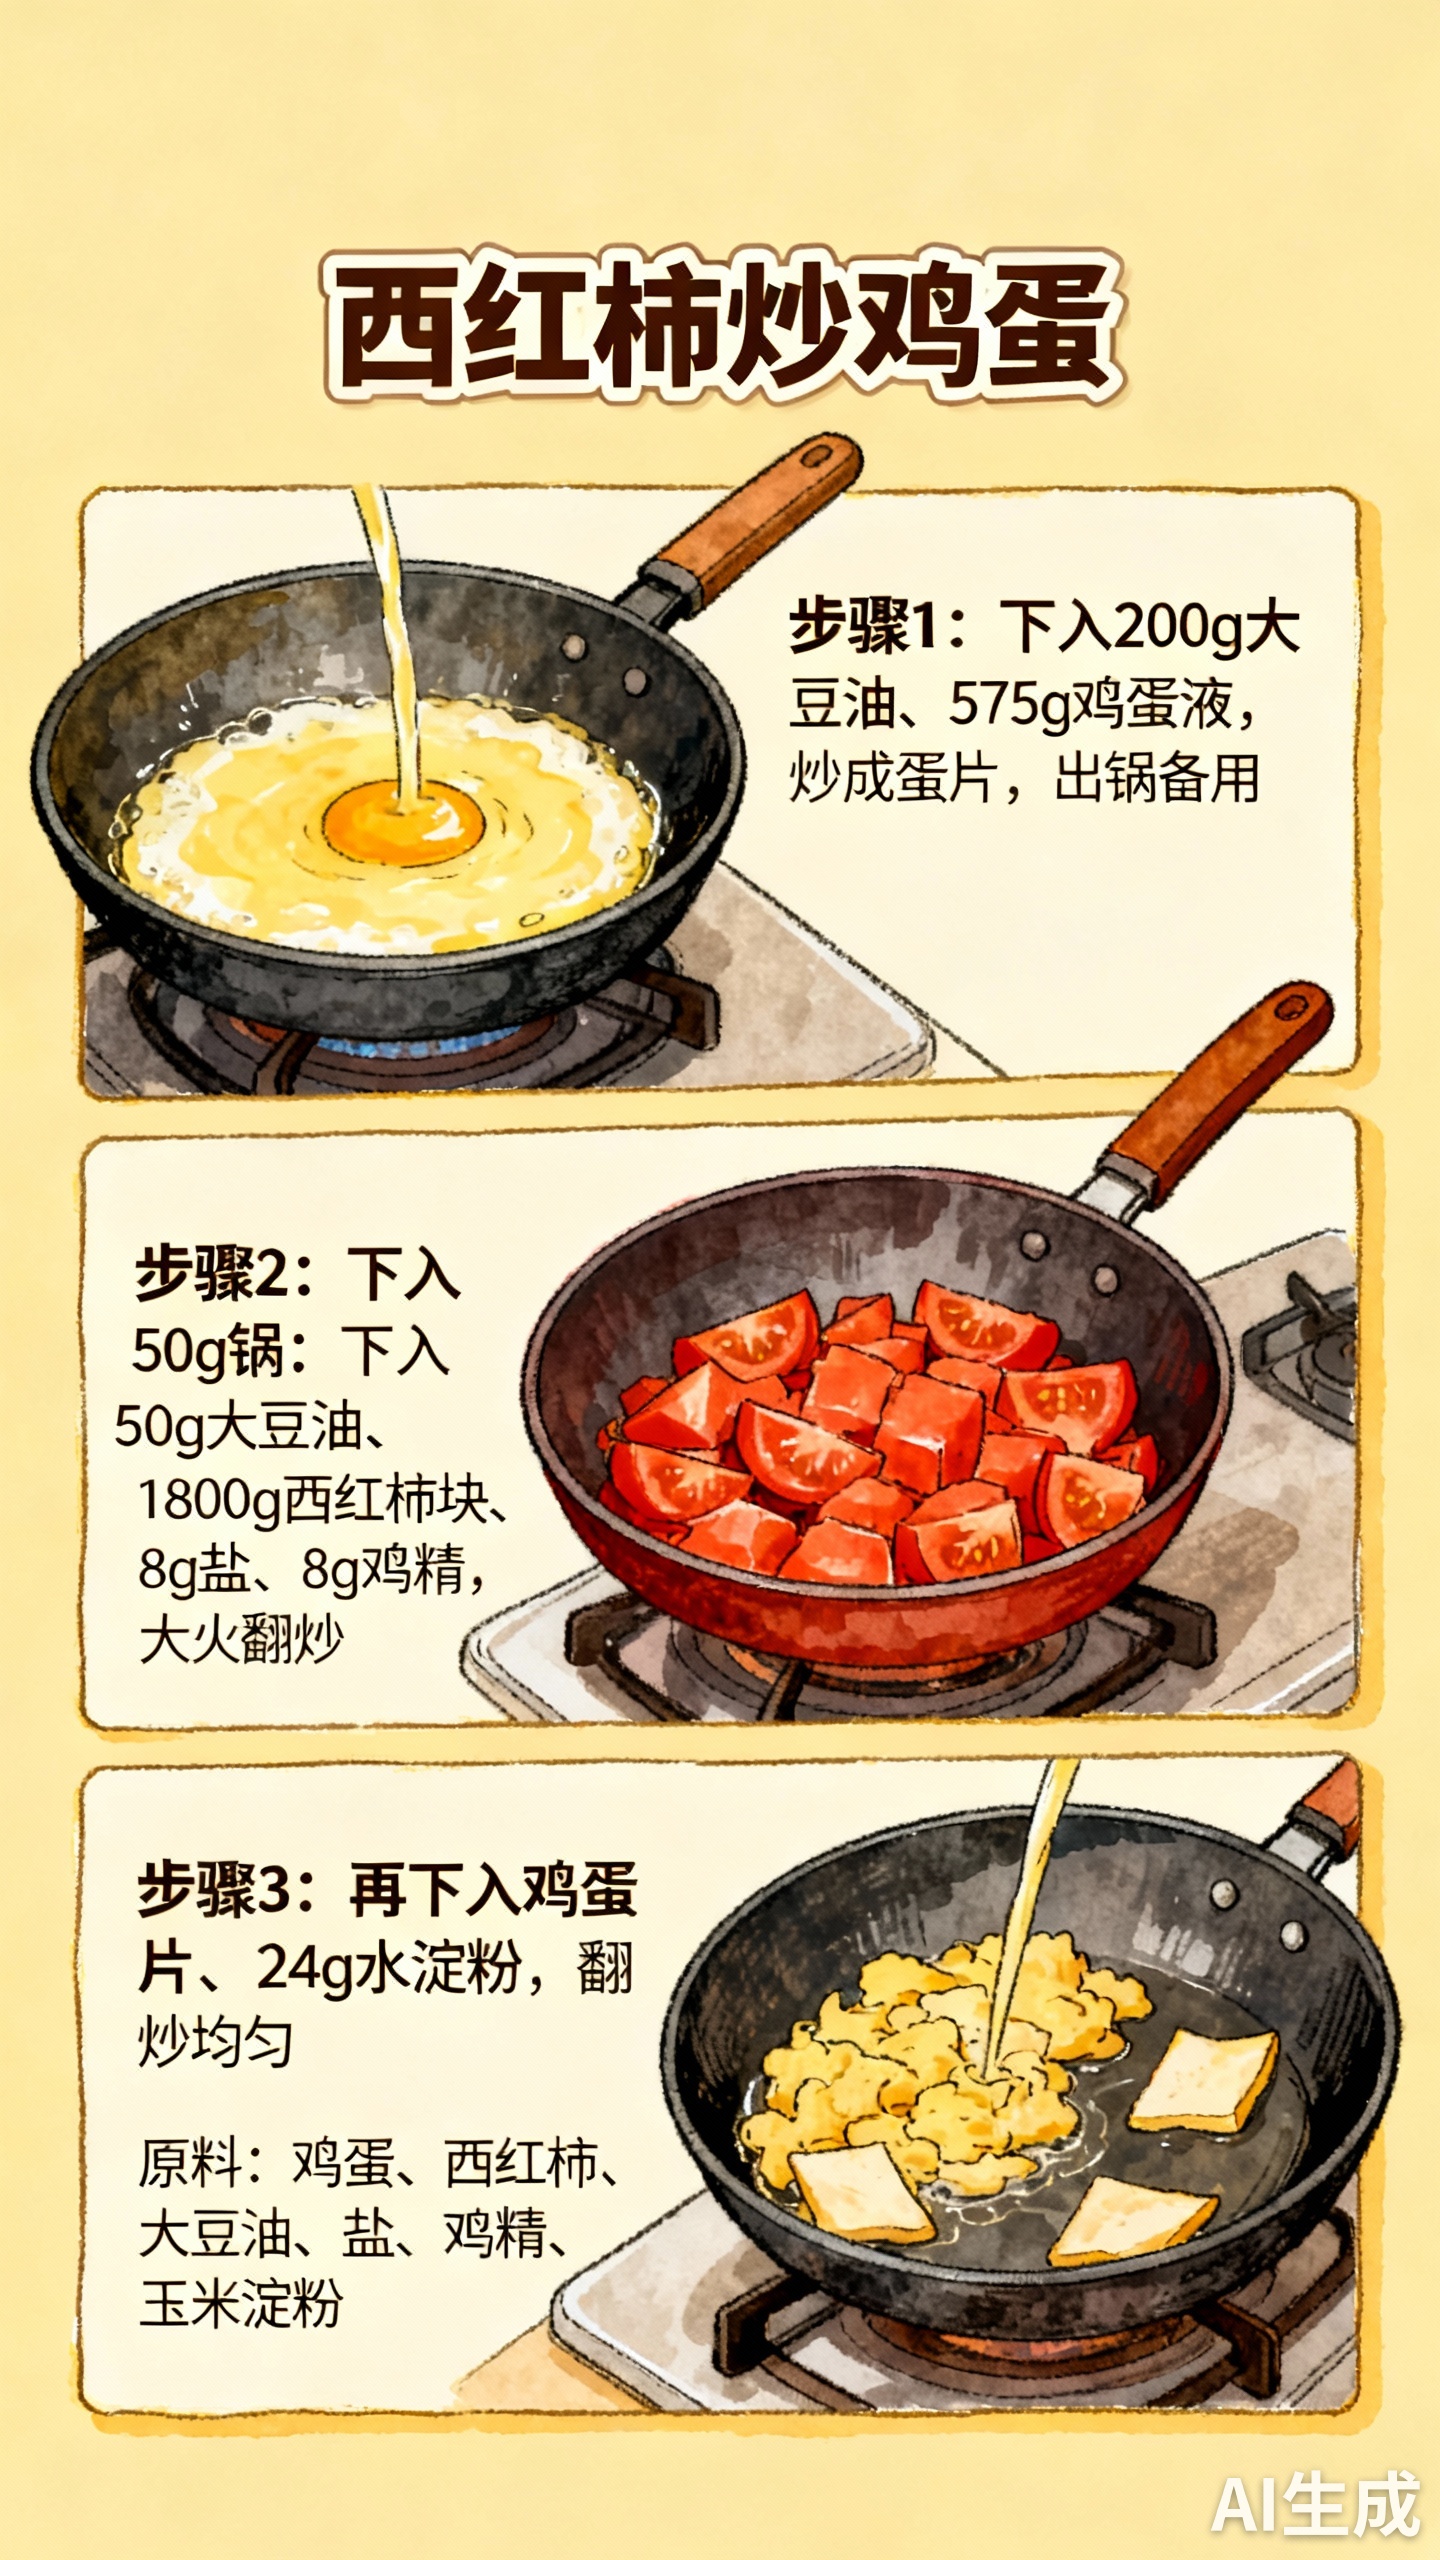 西红柿炒鸡蛋
步骤1：下入200g大
豆油、575g鸡蛋液，
炒成蛋片，出锅备用
步骤2：下入
50g锅：下入
50g大豆油、
1800g西红柿块、
8g盐、8g鸡精，
大火翻炒
步骤3：再下入鸡蛋
片、24g水淀粉，翻
炒均匀
原料：鸡蛋、西红柿、
大豆油、盐、鸡精、
玉米淀粉
AI生成